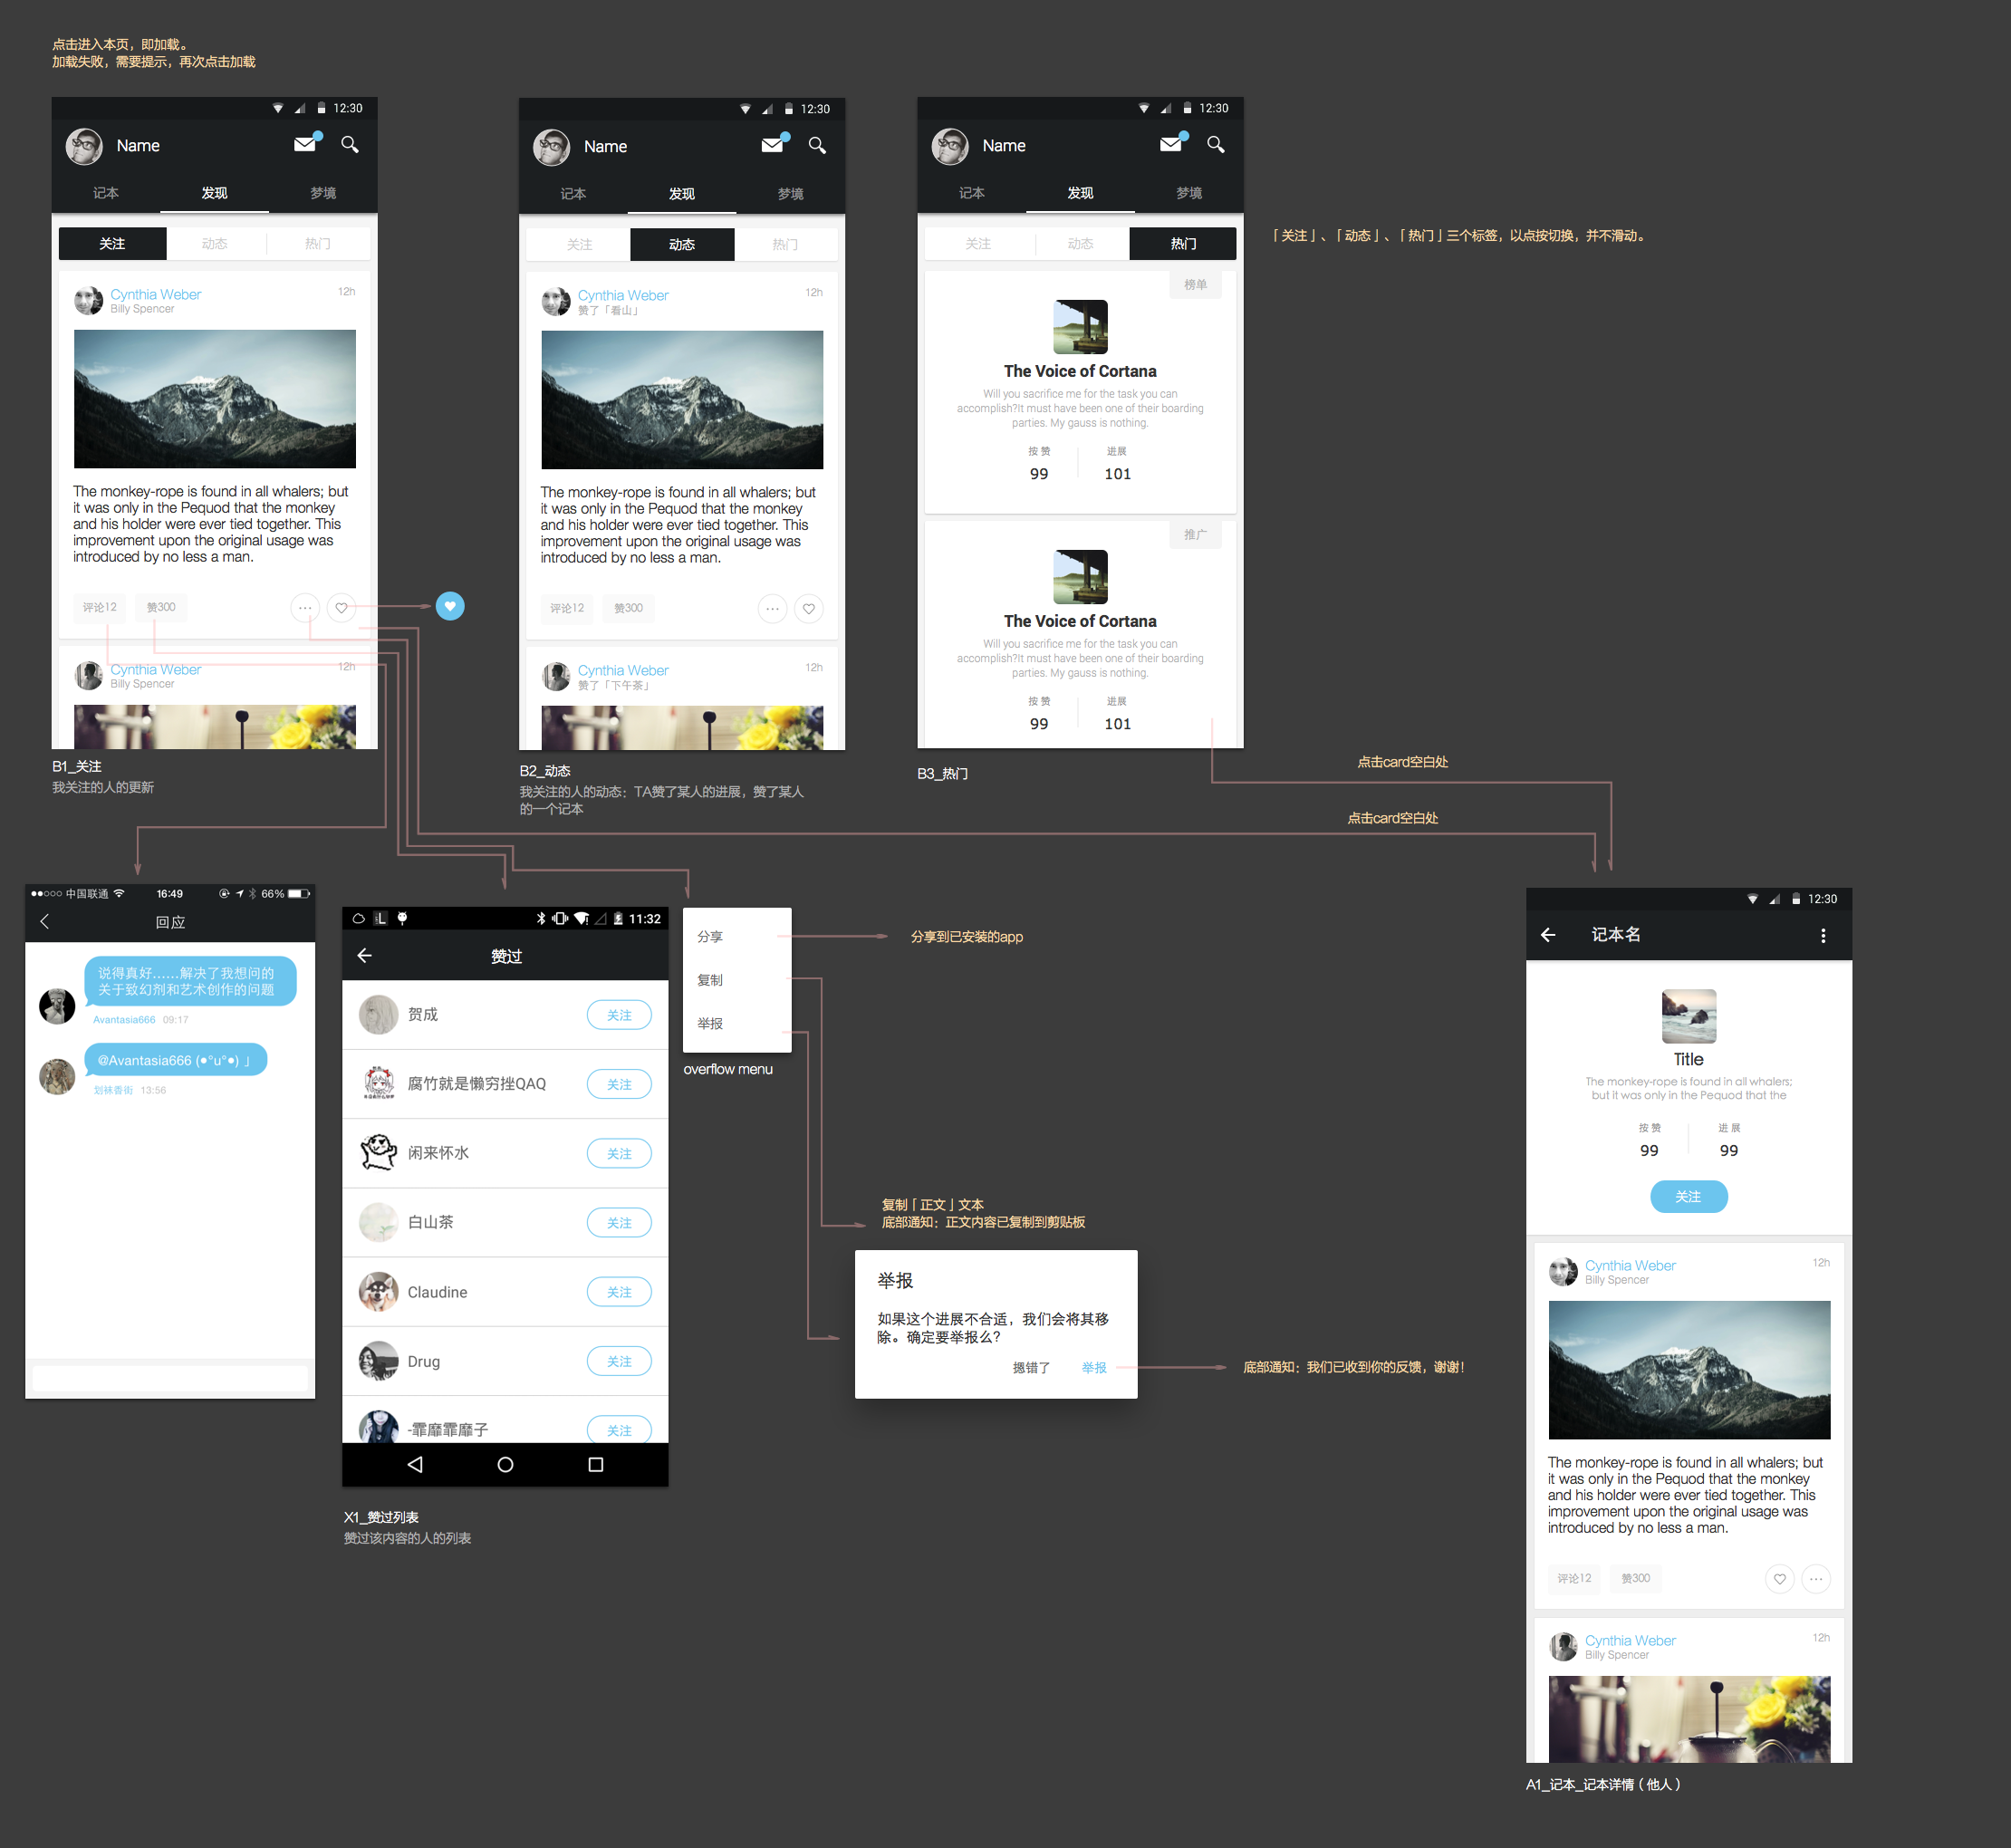 点击进入本页，即加载。
加载失败，需要提示，再次点击加载
12:30
Name
记本 发现 梦境
关注 动态 热门
Cynthia Weber 12h
Billy Spencer
The monkey-rope is found in all whalers; but
it was only in the Pequod that the monkey
and his holder were ever tied together. This
improvement upon the original usage was
introduced by no less a man.
评论12 赞300
Cynthia Weber 12h
Billy Spencer
B1_关注
我关注的人的更新
12:30
Name
记本 发现 梦境
关注 动态 热门
Cynthia Weber 12h
赞了「看山」
The monkey-rope is found in all whalers; but
it was only in the Pequod that the monkey
and his holder were ever tied together. This
improvement upon the original usage was
introduced by no less a man.
评论12 赞300
Cynthia Weber 12h
赞了「下午茶」
B2_动态
我关注的人的动态：TA赞了某人的进展，赞了某人
的一个记本
12:30
Name
记本 发现 梦境
关注 动态 热门
榜单
The Voice of Cortana
Will you sacrifice me for the task you can
accomplish?It must have been one of their boarding
parties. My gauss is nothing.
按赞 进展
99 101
推广
The Voice of Cortana
Will you sacrifice me for the task you can
accomplish?It must have been one of their boarding
parties. My gauss is nothing.
按赞 进展
99 101
B3_热门
「关注」、「动态」、「热门」三个标签，以点按切换，并不滑动。
点击card空白处
点击card空白处
中国联通 16:49 66%
回应
说得真好……解决了我想问的
关于致幻剂和艺术创作的问题
Avantasia666 09:17
@Avantasia666 (●°u°●)」
划袜香街 13:56
11:32
赞过
贺成 关注
腐竹就是懒穷挫QAQ 关注
闲来怀水 关注
白山茶 关注
Claudine 关注
Drug 关注
-霏靡霏靡子 关注
X1_赞过列表
赞过该内容的人的列表
分享
复制
举报
overflow menu
分享到已安装的app
复制「正文」文本
底部通知：正文内容已复制到剪贴板
举报
如果这个进展不合适，我们会将其移
除。确定要举报么？
摁错了 举报
底部通知：我们已收到你的反馈，谢谢！
12:30
记本名
Title
The monkey-rope is found in all whalers;
but it was only in the Pequod that the
按赞 进展
99 99
关注
Cynthia Weber 12h
Billy Spencer
The monkey-rope is found in all whalers; but
it was only in the Pequod that the monkey
and his holder were ever tied together. This
improvement upon the original usage was
introduced by no less a man.
评论12 赞300
Cynthia Weber 12h
Billy Spencer
A1_记本_记本详情（他人）